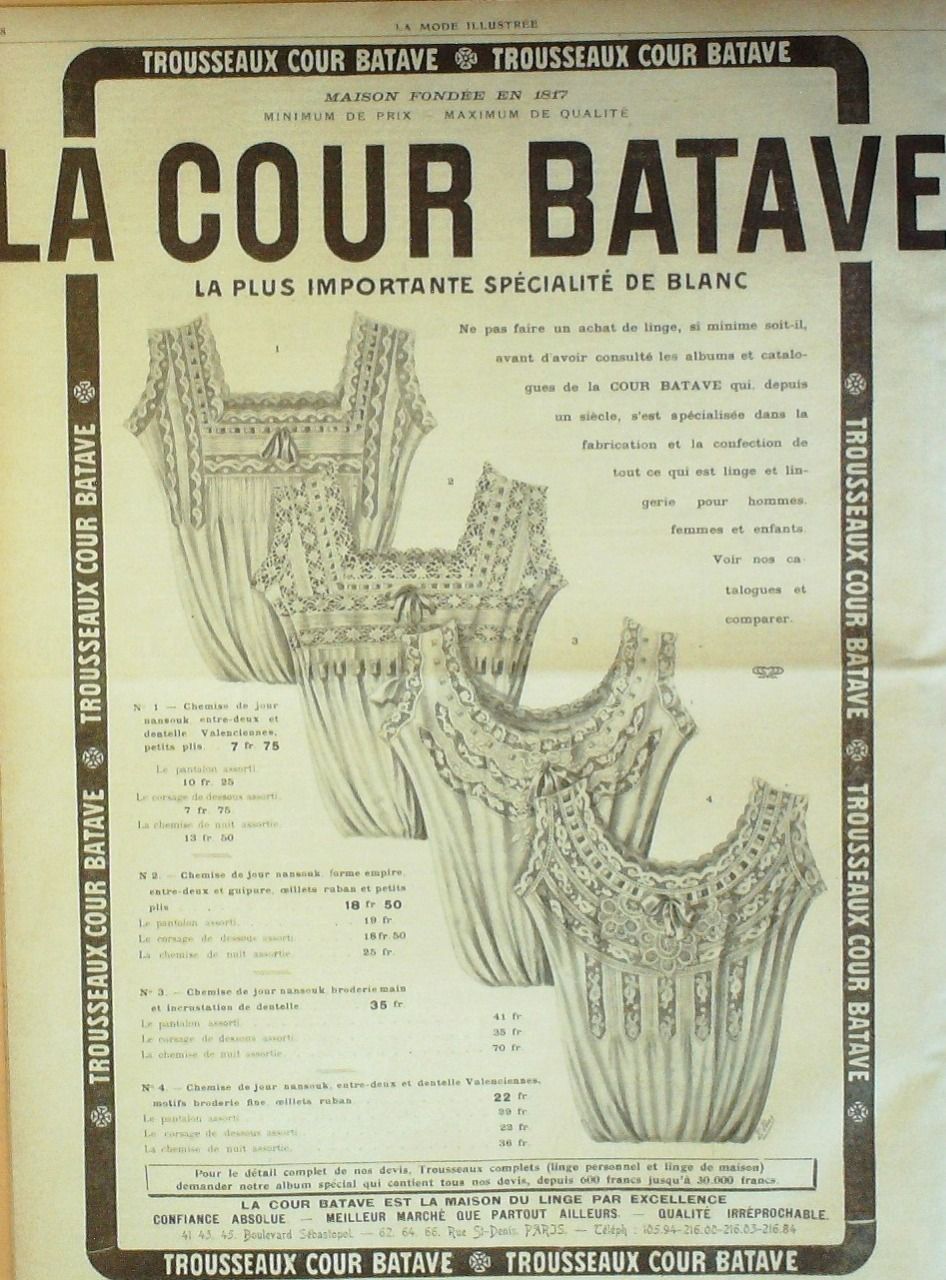 LA MODE ILLUSTRÉE
TROUSSEAUX COUR BATAVE TROUSSEAUX COUR BATAVE
MAISON FONDÉE EN 1817
MINIMUM DE PRIX - MAXIMUM DE QUALITÉ
LA COUR BATAVE
LA PLUS IMPORTANTE SPÉCIALITÉ DE BLANC
Ne pas faire un achat de linge, si minime soit-il,
avant d'avoir consulté les albums et catalo-
gues de la COUR BATAVE qui, depuis
un siècle, s'est spécialisée dans la
fabrication et la confection de
tout ce qui est linge et lin-
gerie pour hommes,
femmes et enfants.
Voir nos ca-
talogues et
comparer.
1
2
3
4
TROUSSEAUX COUR BATAVE TROUSSEAUX COUR BATAVE
TROUSSEAUX COUR BATAVE TROUSSEAUX COUR BATAVE
N° 1 — Chemise de jour
nansouk, entre-deux et
dentelle Valenciennes,
petits plis. 7 fr. 75
Le pantalon assorti.
10 fr. 25
Le corsage de dessous assorti.
7 fr. 75
La chemise de nuit assortie.
13 fr. 50
N° 2. — Chemise de jour nansouk, forme empire,
entre-deux et guipure, œillets ruban et petits
plis . . 18 fr. 50
Le pantalon assorti. . . 19 fr.
Le corsage de dessous assorti. 18 fr. 50
La chemise de nuit assortie. . 25 fr.
N° 3. — Chemise de jour nansouk, broderie main
et incrustation de dentelle. 35 fr.
Le pantalon assorti. 41 fr.
Le corsage de dessous assorti. 35 fr.
La chemise de nuit assortie. 70 fr.
N° 4. — Chemise de jour nansouk, entre-deux et dentelle Valenciennes,
motifs broderie fine, œillets ruban. 22 fr.
Le pantalon assorti. 29 fr.
Le corsage de dessous assorti. 22 fr.
La chemise de nuit assortie. 36 fr.
Pour le détail complet de nos devis, Trousseaux complets (linge personnel et linge de maison)
demander notre album spécial qui contient tous nos devis, depuis 600 francs jusqu'à 30.000 francs.
LA COUR BATAVE EST LA MAISON DU LINGE PAR EXCELLENCE
CONFIANCE ABSOLUE. — MEILLEUR MARCHÉ QUE PARTOUT AILLEURS. — QUALITÉ IRRÉPROCHABLE.
41, 43, 45, Boulevard Sébastopol. — 62, 64, 66, Rue St-Denis, PARIS. — Téléph : 105.94-216.00-216.03-216.84
TROUSSEAUX COUR BATAVE TROUSSEAUX COUR BATAVE